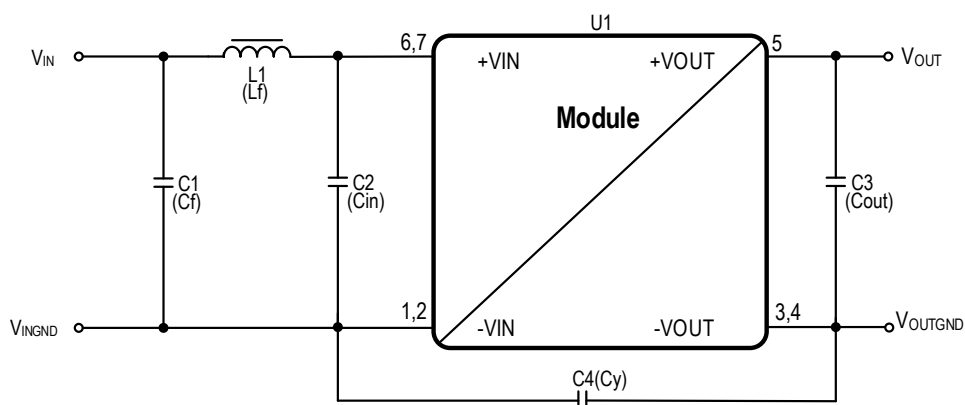 U1
VIN
L1
(Lf)
6,7
+VIN
+VOUT
5
VOUT
Module
C1
(Cf)
C2
(Cin)
C3
(Cout)
VINGND
1,2
-VIN
-VOUT
3,4
VOUTGND
C4(Cy)